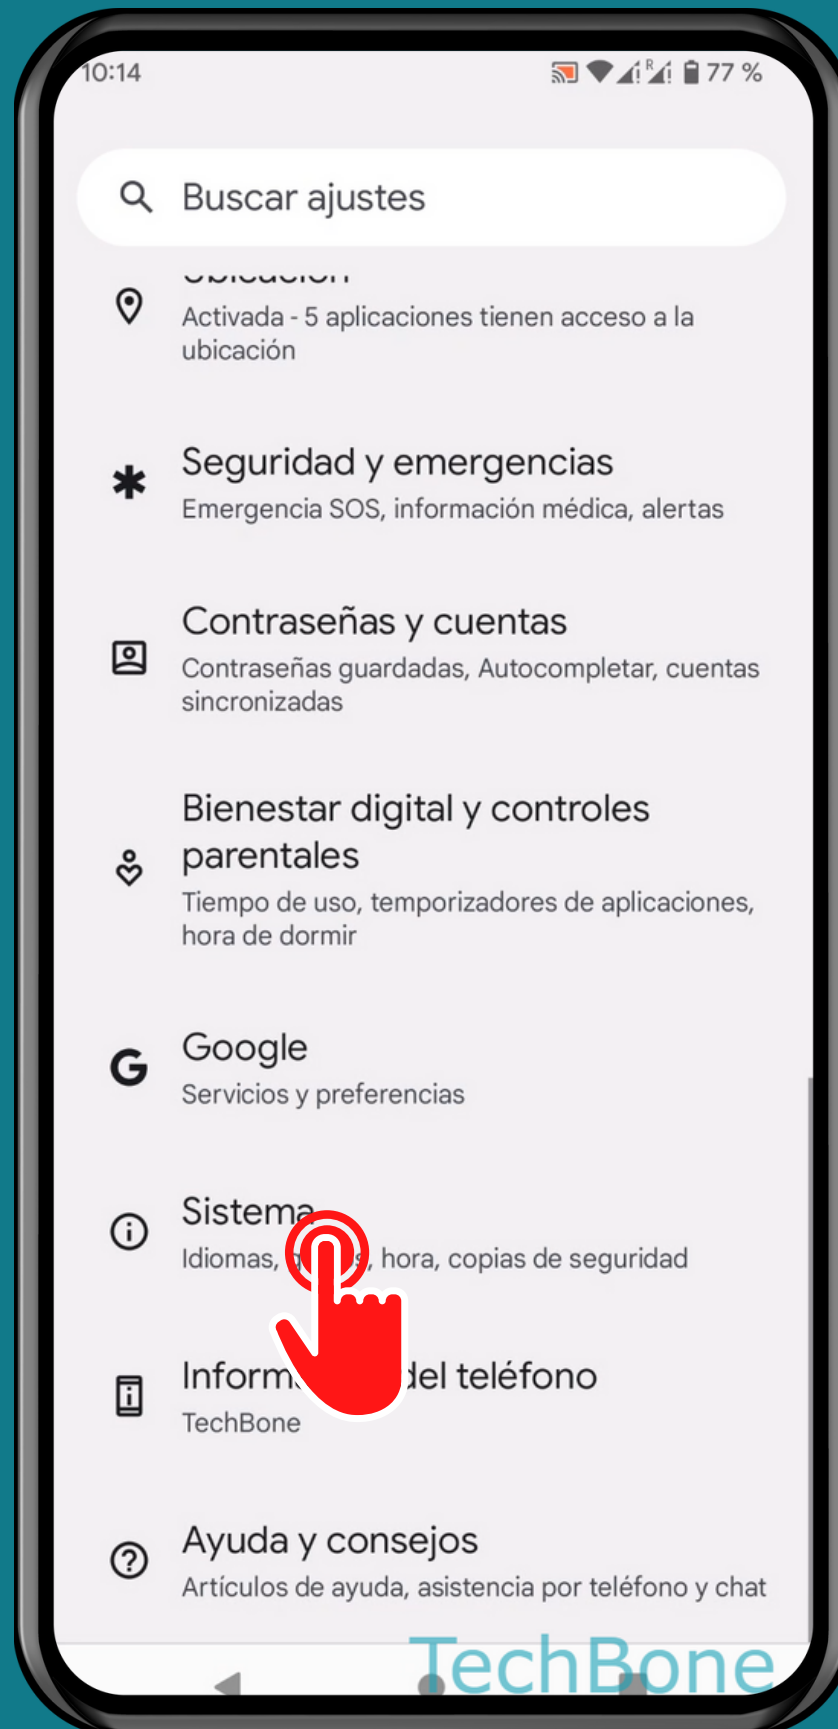 10:14
R
77 %
Buscar ajustes
Ubicación
Activada - 5 aplicaciones tienen acceso a la
ubicación
Seguridad y emergencias
Emergencia SOS, información médica, alertas
Contraseñas y cuentas
Contraseñas guardadas, Autocompletar, cuentas
sincronizadas
Bienestar digital y controles
parentales
Tiempo de uso, temporizadores de aplicaciones,
hora de dormir
G
Google
Servicios y preferencias
Sistema
Idiomas, hora, copias de seguridad
del teléfono
TechBone
Ayuda y consejos
Artículos de ayuda, asistencia por teléfono y chat
TechBone